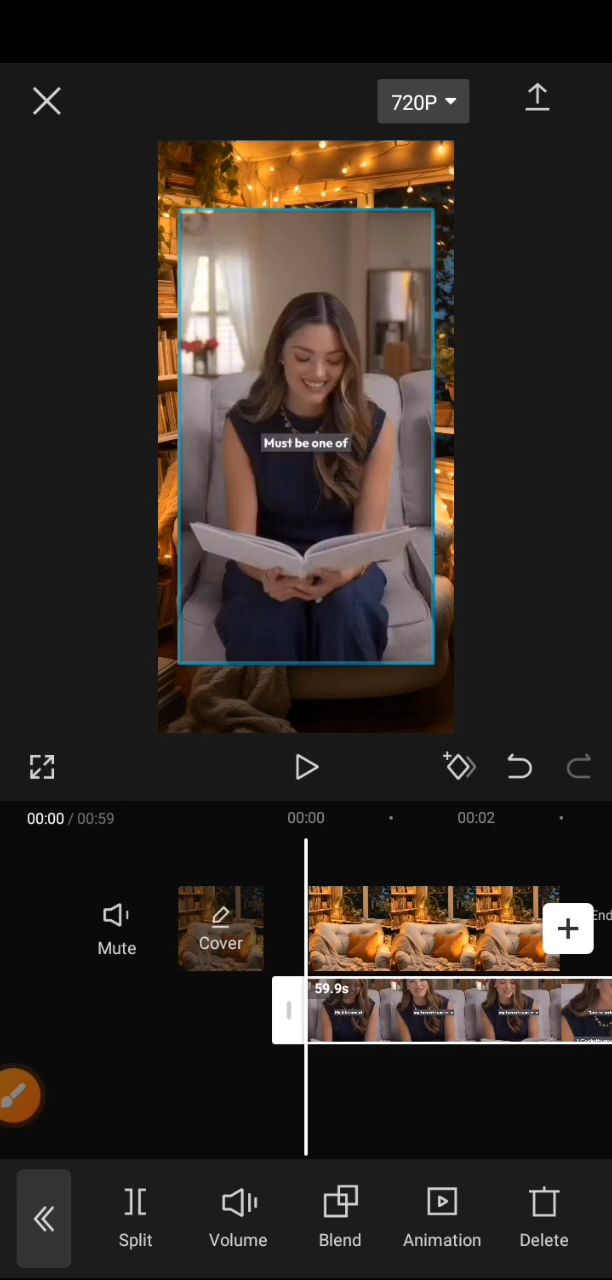 720P
Must be one of
00:00 / 00:59
00:00
00:02
Mute
Cover
End
59.9s
Split
Volume
Blend
Animation
Delete